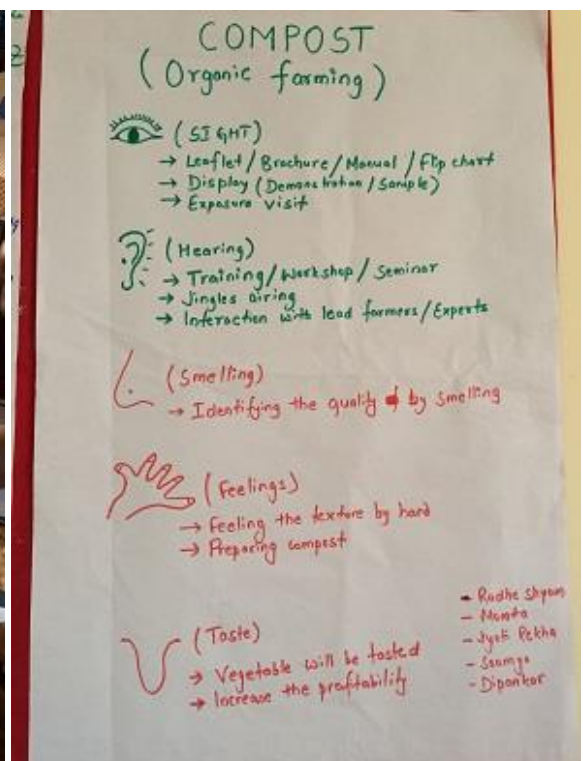 COMPOST
(Organic farming)
(SIGHT)
→ Leaflet / Brochure / Manual / Flip chart
→ Display (Demonstration / Sample)
→ Exposure visit
(Hearing)
→ Training / Workshop / Seminar
→ Jingles airing
→ Interaction with lead farmers / Experts
(Smelling)
→ Identifying the quality by smelling
(Feelings)
→ Feeling the texture by hand
→ Preparing compost
(Taste)
→ Vegetable will be tasted
→ Increase the profitability
- Radhe Shyam
- Mamta
- Jyoti Rekha
- Soumya
- Dipankar